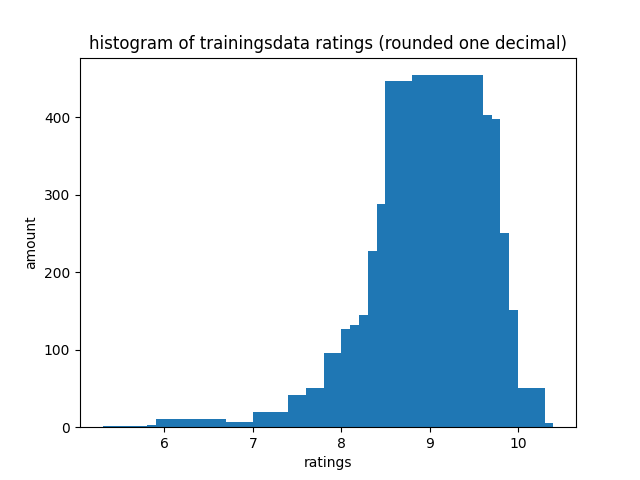 histogram of trainingsdata ratings (rounded one decimal)
400
300
200
100
0
amount
6 7 8 9 10
ratings